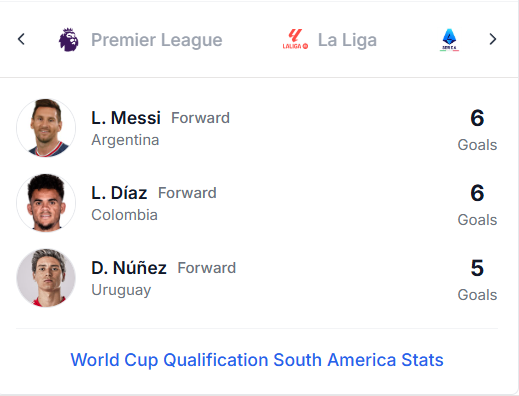 Premier League
LALIGA
La Liga
SERIE A
L. Messi Forward
Argentina
6
Goals
L. Díaz Forward
Colombia
6
Goals
D. Núñez Forward
Uruguay
5
Goals
World Cup Qualification South America Stats